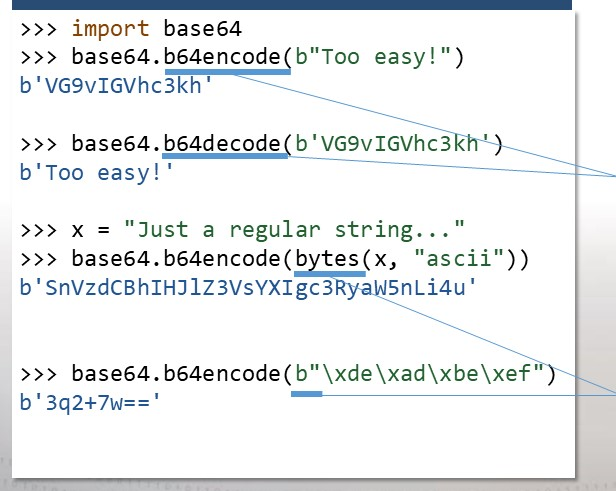 >>> import base64
>>> base64.b64encode(b"Too easy!")
b'VG9vIGVhc3kh'
>>> base64.b64decode(b'VG9vIGVhc3kh')
b'Too easy!'
>>> x = "Just a regular string..."
>>> base64.b64encode(bytes(x, "ascii"))
b'SnVzdCBhIHJlZ3VsYXIgc3RyaW5nLi4u'
>>> base64.b64encode(b"\xde\xad\xbe\xef")
b'3q2+7w=='